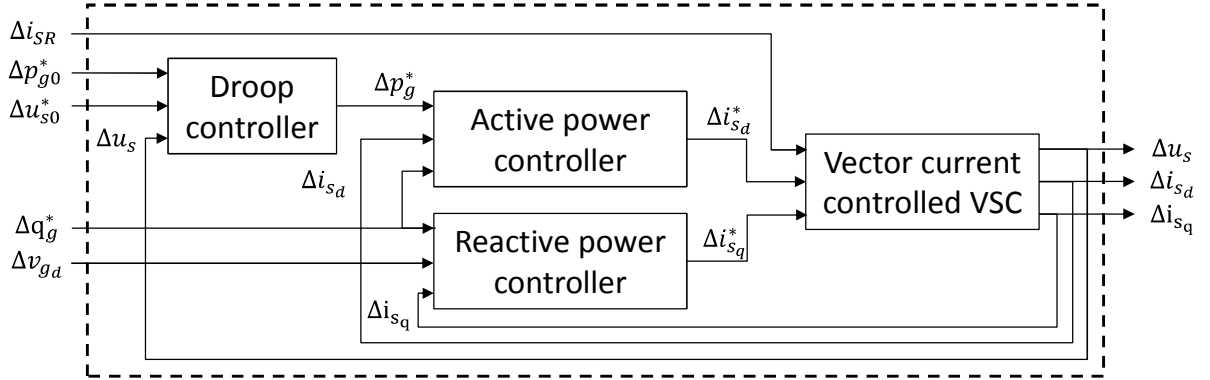 Δi_SR
Δp*_g0
Δu*_s0
Δu_s
Droop
controller
Δp*_g
Δi_sd
Active power
controller
Δi*_sd
Δq*_g
Δv_gd
Reactive power
controller
Δi*_sq
Δi_sq
Vector current
controlled VSC
Δu_s
Δi_sd
Δi_sq